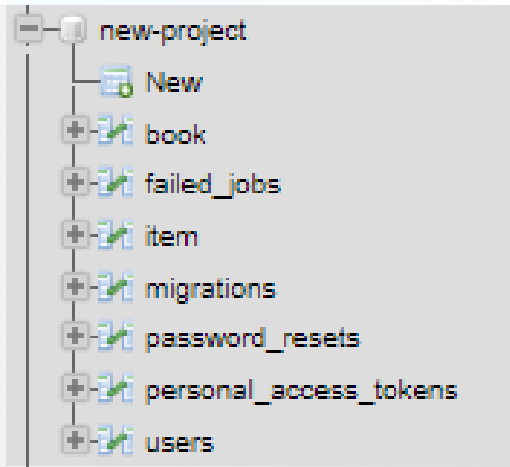 new-project
New
book
failed_jobs
item
migrations
password_resets
personal_access_tokens
users